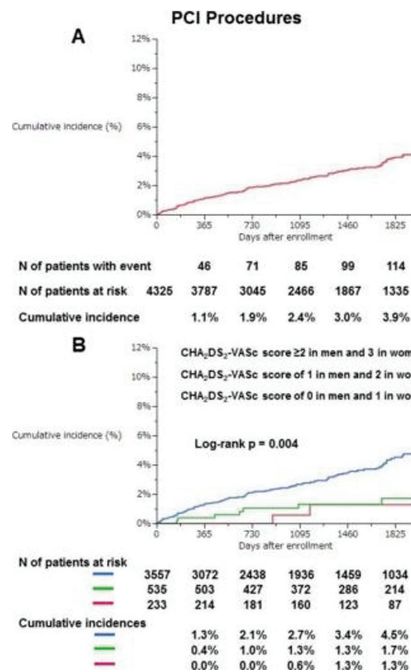 PCI Procedures
A
12%
10%
8%
Cumulative incidence (%)
6%
4%
2%
0%
0 365 730 1095 1460 1825
Days after enrollment
N of patients with event 46 71 85 99 114
N of patients at risk 4325 3787 3045 2466 1867 1335
Cumulative incidence 1.1% 1.9% 2.4% 3.0% 3.9%
B
12%
CHA2DS2-VASc score ≥2 in men and 3 in wom
10%
CHA2DS2-VASc score of 1 in men and 2 in wo
CHA2DS2-VASc score of 0 in men and 1 in wo
8%
Cumulative incidence (%)
6%
Log-rank p = 0.004
4%
2%
0%
0 365 730 1095 1460 1825
Days after enrollment
N of patients at risk
3557 3072 2438 1936 1459 1034
535 503 427 372 286 214
233 214 181 160 123 87
Cumulative incidences
1.3% 2.1% 2.7% 3.4% 4.5%
0.4% 1.0% 1.3% 1.3% 1.7%
0.0% 0.0% 0.6% 1.3% 1.3%